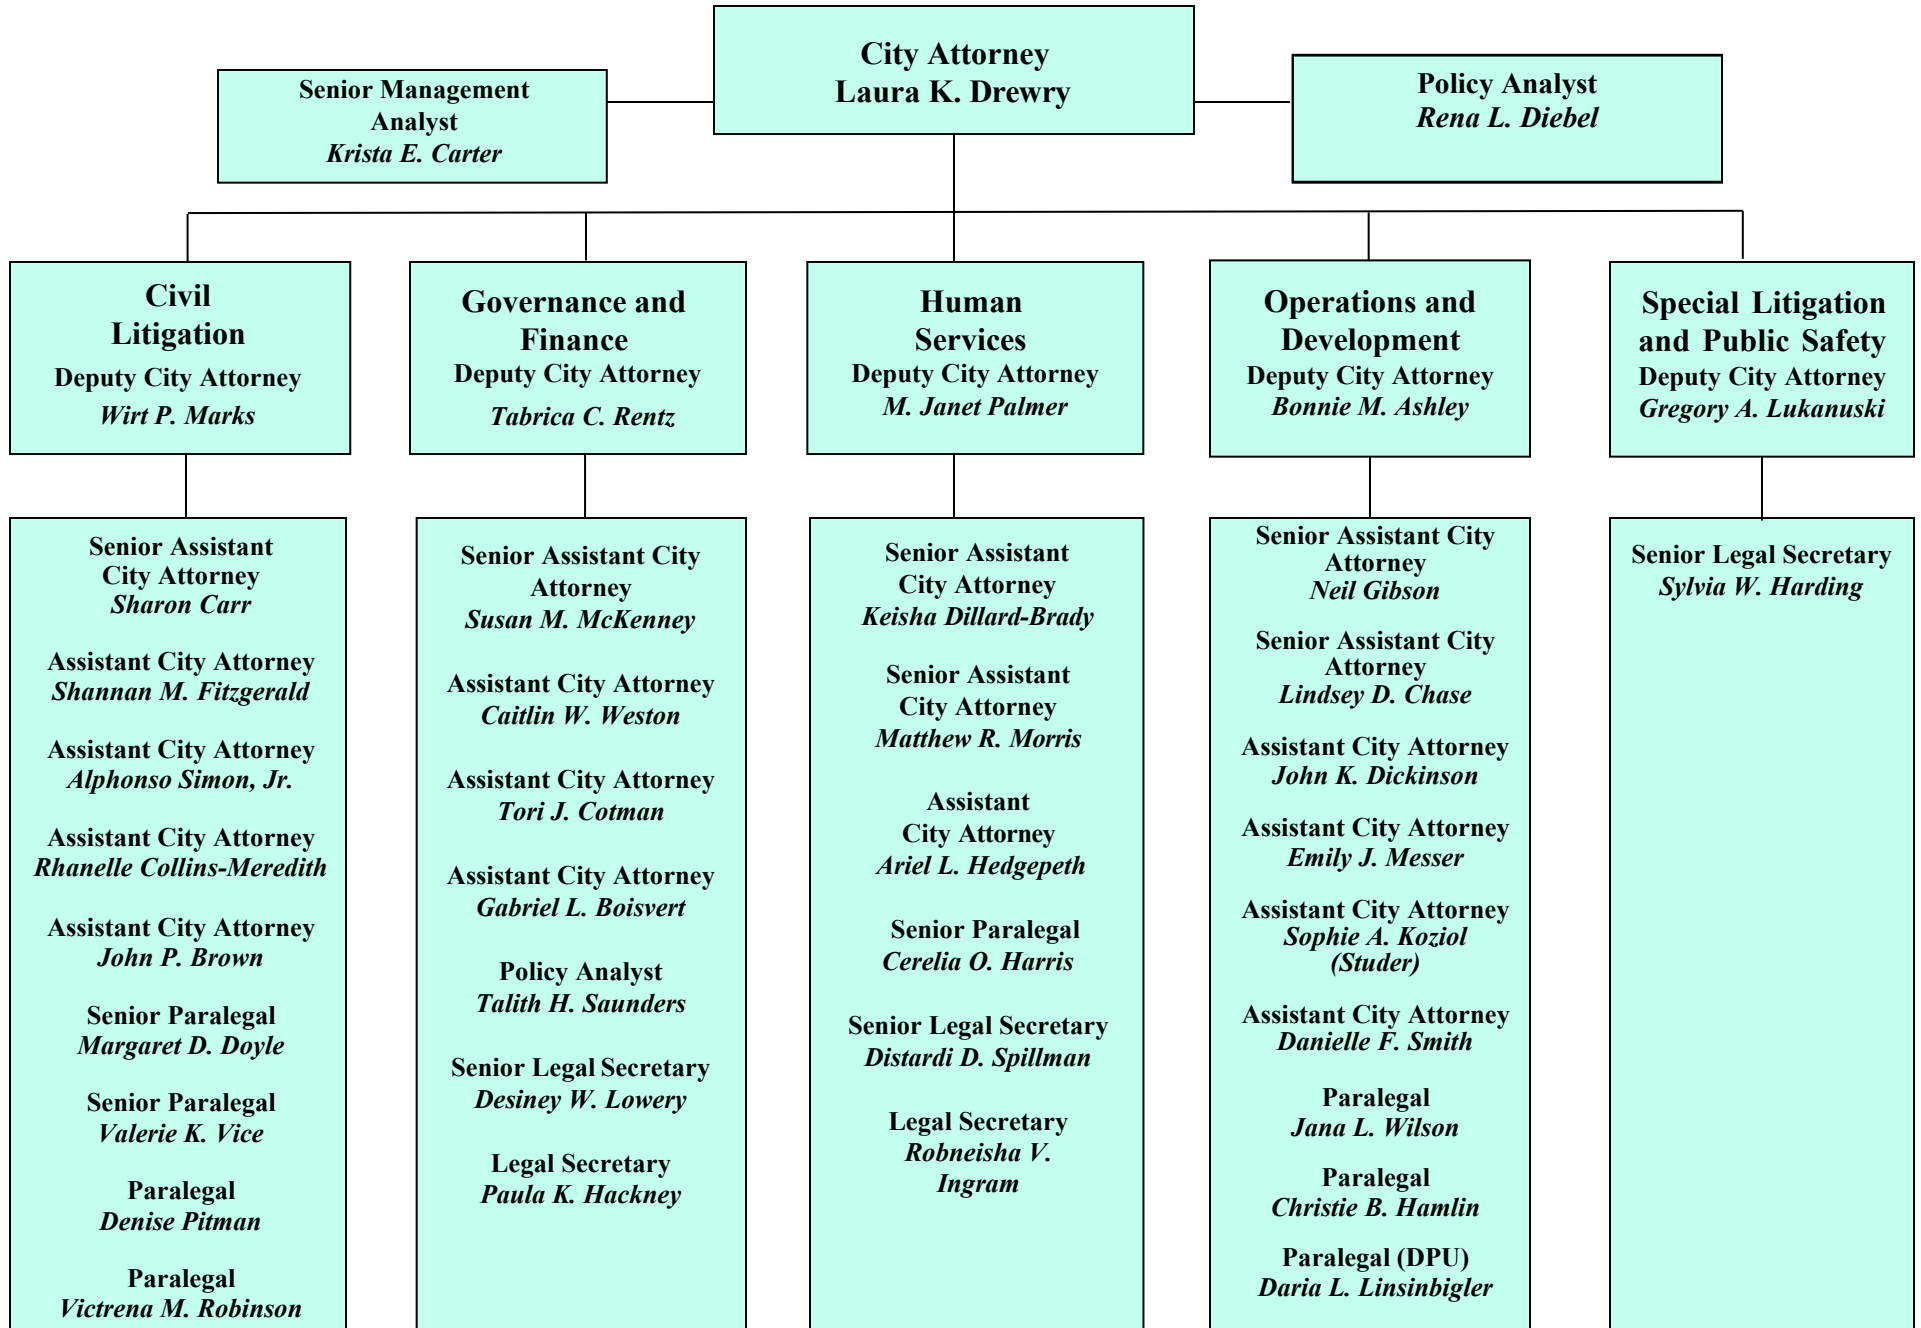 City Attorney
Laura K. Drewry
Senior Management
Analyst
Krista E. Carter
Policy Analyst
Rena L. Diebel
Civil
Litigation
Deputy City Attorney
Wirt P. Marks
Governance and
Finance
Deputy City Attorney
Tabrica C. Rentz
Human
Services
Deputy City Attorney
M. Janet Palmer
Operations and
Development
Deputy City Attorney
Bonnie M. Ashley
Special Litigation
and Public Safety
Deputy City Attorney
Gregory A. Lukanuski
Senior Assistant
City Attorney
Sharon Carr
Assistant City Attorney
Shannan M. Fitzgerald
Assistant City Attorney
Alphonso Simon, Jr.
Assistant City Attorney
Rhanelle Collins-Meredith
Assistant City Attorney
John P. Brown
Senior Paralegal
Margaret D. Doyle
Senior Paralegal
Valerie K. Vice
Paralegal
Denise Pitman
Paralegal
Victrena M. Robinson
Senior Assistant City
Attorney
Susan M. McKenney
Assistant City Attorney
Caitlin W. Weston
Assistant City Attorney
Tori J. Cotman
Assistant City Attorney
Gabriel L. Boisvert
Policy Analyst
Talith H. Saunders
Senior Legal Secretary
Desiney W. Lowery
Legal Secretary
Paula K. Hackney
Senior Assistant
City Attorney
Keisha Dillard-Brady
Senior Assistant
City Attorney
Matthew R. Morris
Assistant
City Attorney
Ariel L. Hedgepeth
Senior Paralegal
Cerelia O. Harris
Senior Legal Secretary
Distardi D. Spillman
Legal Secretary
Robneisha V.
Ingram
Senior Assistant City
Attorney
Neil Gibson
Senior Assistant City
Attorney
Lindsey D. Chase
Assistant City Attorney
John K. Dickinson
Assistant City Attorney
Emily J. Messer
Assistant City Attorney
Sophie A. Koziol
(Studer)
Assistant City Attorney
Danielle F. Smith
Paralegal
Jana L. Wilson
Paralegal
Christie B. Hamlin
Paralegal (DPU)
Daria L. Linsinbigler
Senior Legal Secretary
Sylvia W. Harding